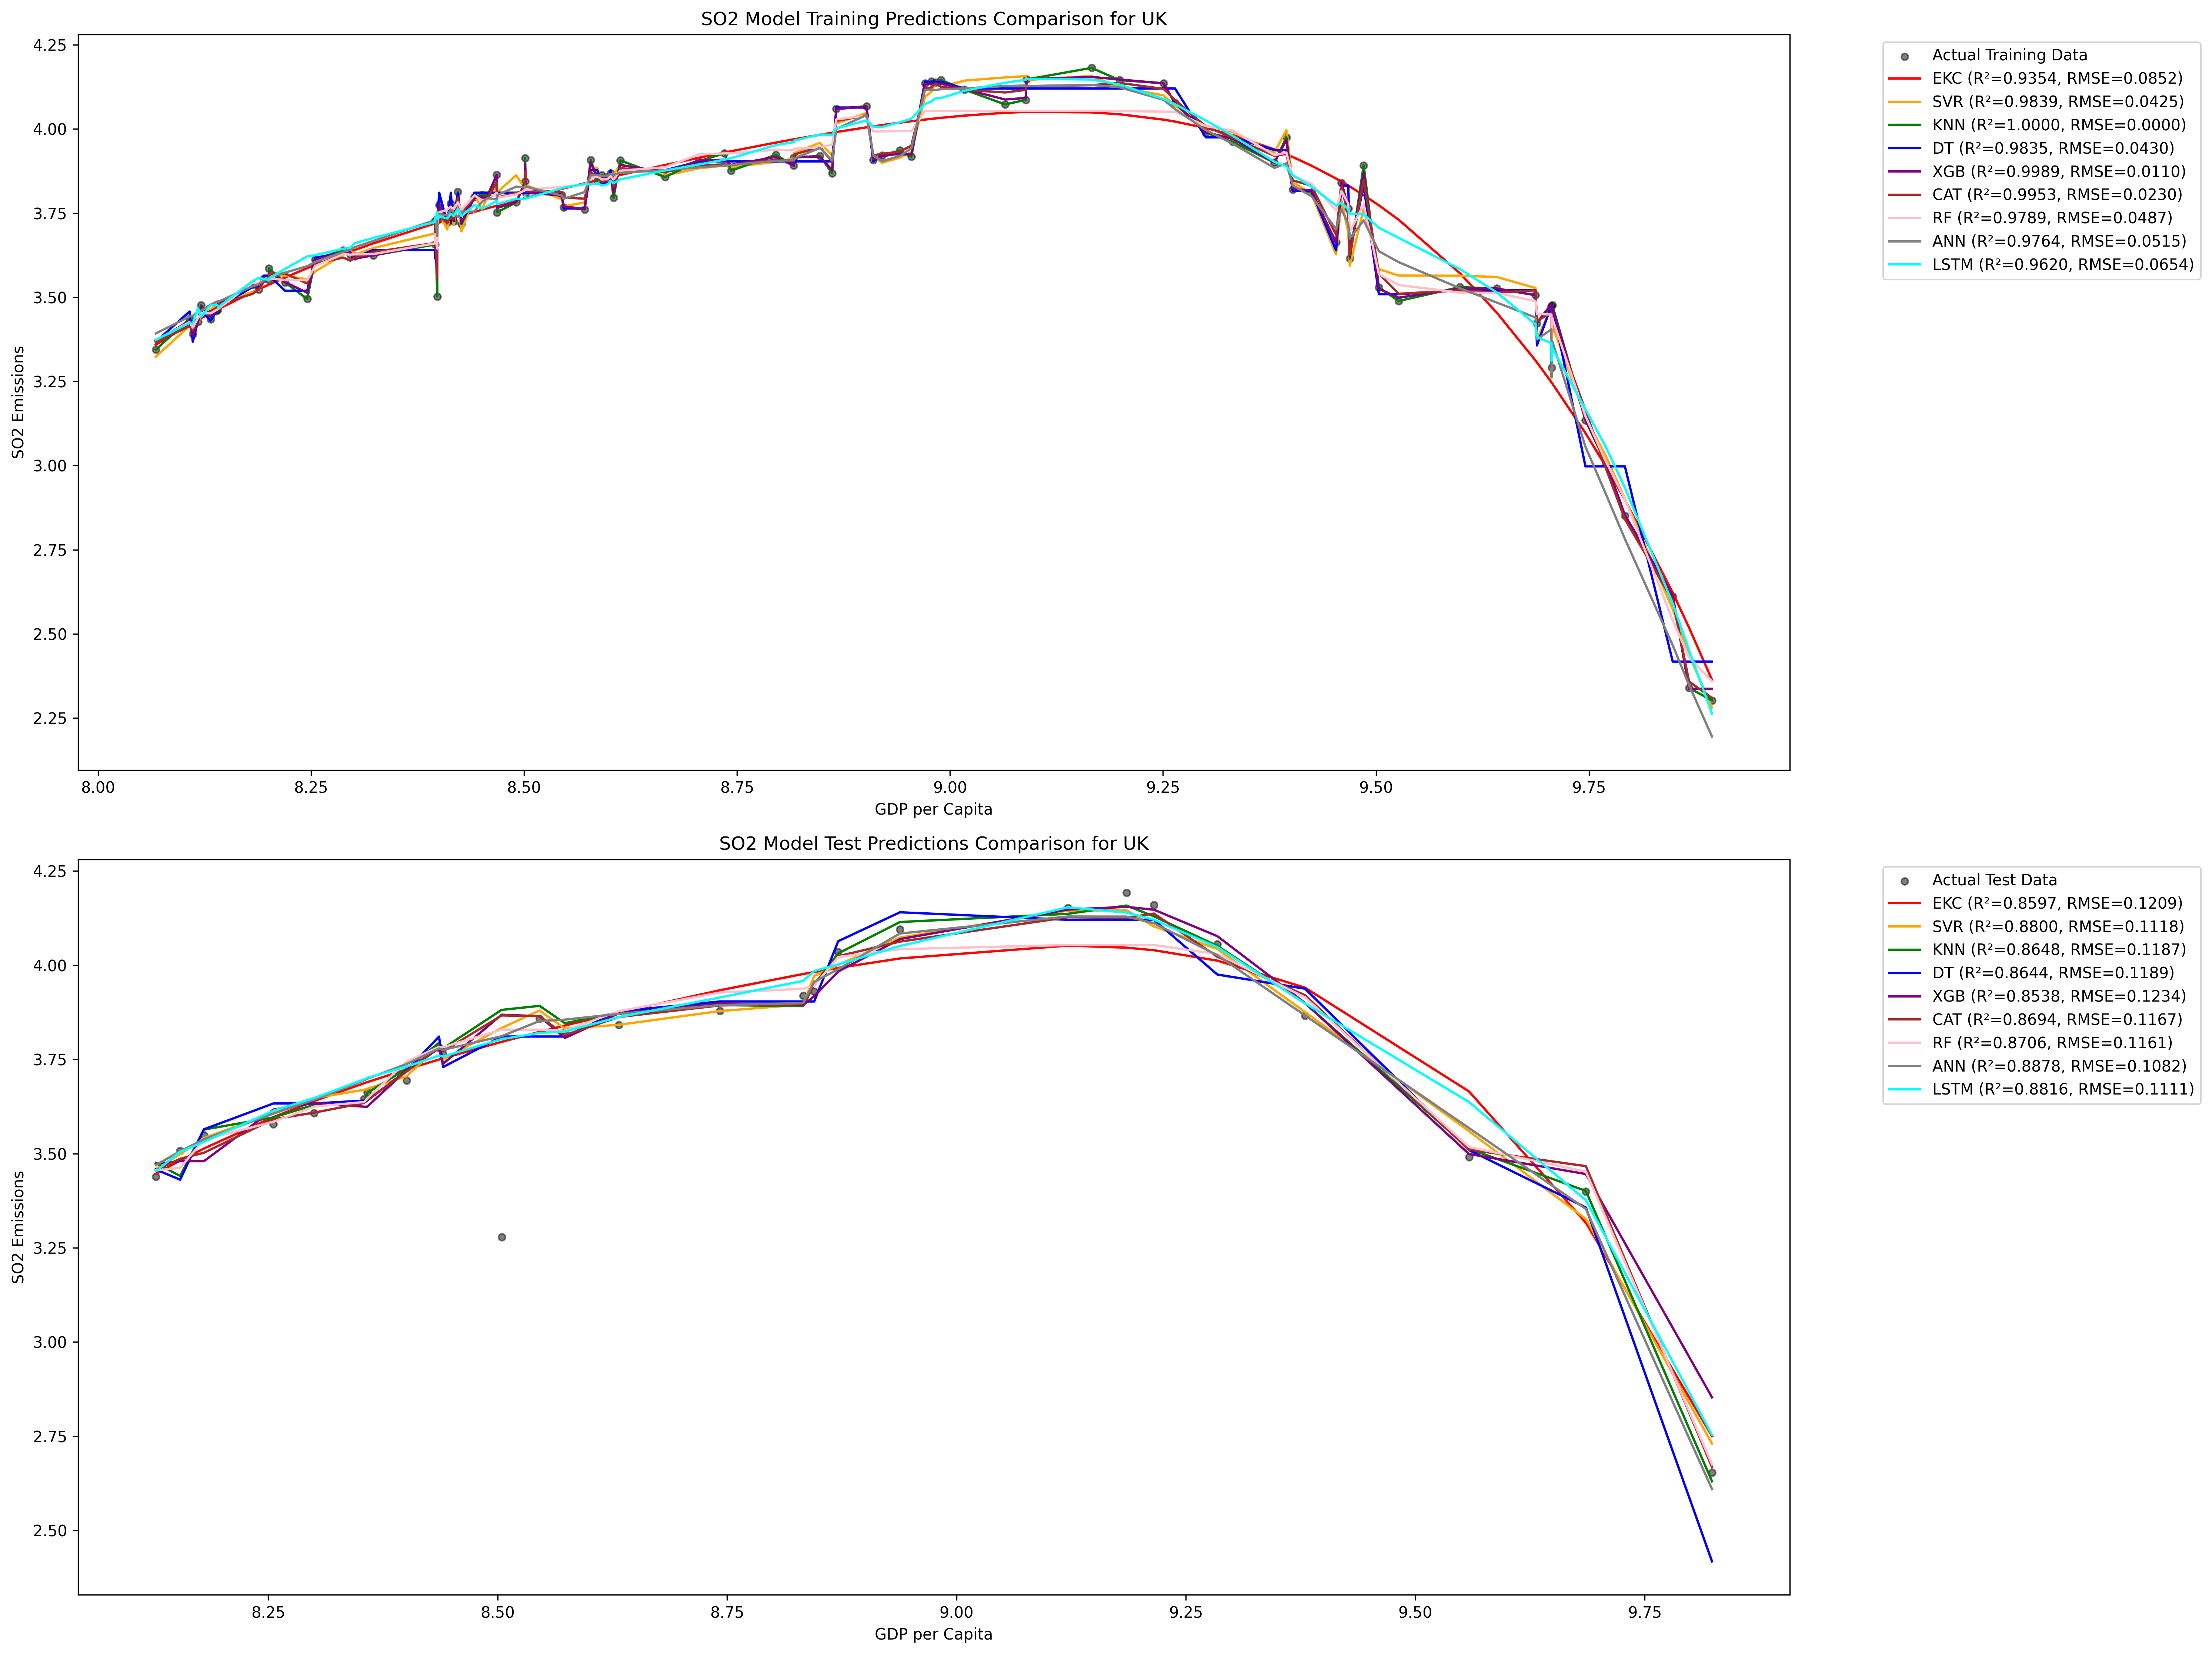 SO2 Model Training Predictions Comparison for UK
4.25
4.00
3.75
3.50
3.25
3.00
2.75
2.50
2.25
SO2 Emissions
8.00 8.25 8.50 8.75 9.00 9.25 9.50 9.75
GDP per Capita
Actual Training Data
EKC (R²=0.9354, RMSE=0.0852)
SVR (R²=0.9839, RMSE=0.0425)
KNN (R²=1.0000, RMSE=0.0000)
DT (R²=0.9835, RMSE=0.0430)
XGB (R²=0.9989, RMSE=0.0110)
CAT (R²=0.9953, RMSE=0.0230)
RF (R²=0.9789, RMSE=0.0487)
ANN (R²=0.9764, RMSE=0.0515)
LSTM (R²=0.9620, RMSE=0.0654)
SO2 Model Test Predictions Comparison for UK
4.25
4.00
3.75
3.50
3.25
3.00
2.75
2.50
SO2 Emissions
8.25 8.50 8.75 9.00 9.25 9.50 9.75
GDP per Capita
Actual Test Data
EKC (R²=0.8597, RMSE=0.1209)
SVR (R²=0.8800, RMSE=0.1118)
KNN (R²=0.8648, RMSE=0.1187)
DT (R²=0.8644, RMSE=0.1189)
XGB (R²=0.8538, RMSE=0.1234)
CAT (R²=0.8694, RMSE=0.1167)
RF (R²=0.8706, RMSE=0.1161)
ANN (R²=0.8878, RMSE=0.1082)
LSTM (R²=0.8816, RMSE=0.1111)